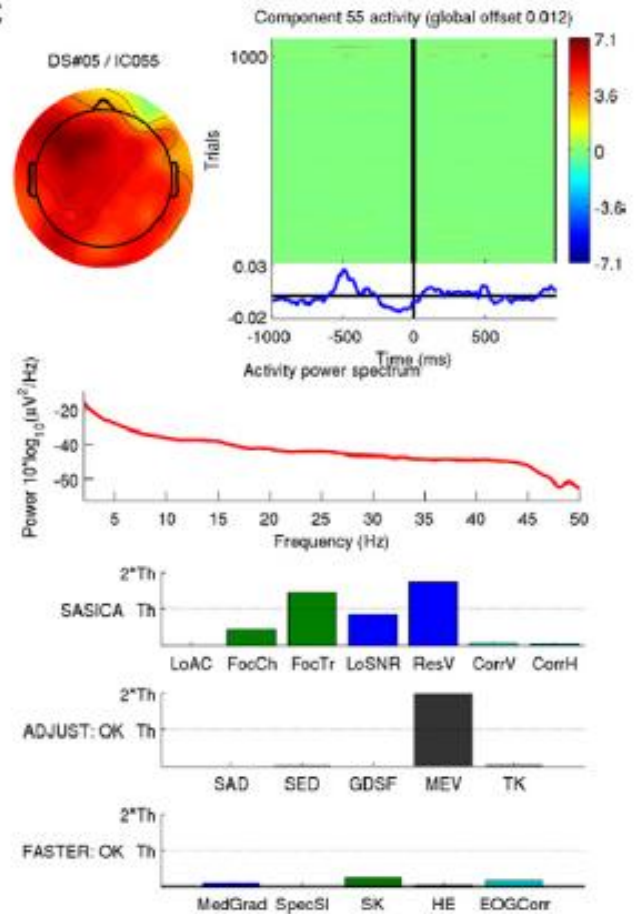 Component 55 activity (global offset 0.012)
DS#05 / IC055
Trials
1000
7.1
3.6
0
-3.6
-7.1
0.03
-0.02
-1000 -500 0 500
Time (ms)
Activity power spectrum
Power 10*log10(µV2/Hz)
-20
-40
-50
5 10 15 20 25 30 35 40 45 50
Frequency (Hz)
SASICA
2*Th
Th
LoAC FocCh FocTr LoSNR ResV CorrV CorrH
ADJUST: OK
2*Th
Th
SAD SED GDSF MEV TK
FASTER: OK
2*Th
Th
MedGrad SpecSl SK HE EOGCorr